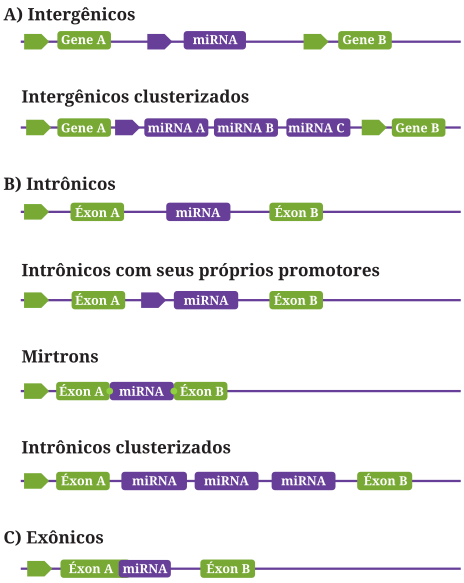 A) Intergênicos
Gene A miRNA Gene B
Intergênicos clusterizados
Gene A miRNA A miRNA B miRNA C Gene B
B) Intrônicos
Éxon A miRNA Éxon B
Intrônicos com seus próprios promotores
Éxon A miRNA Éxon B
Mirtrons
Éxon A miRNA Éxon B
Intrônicos clusterizados
Éxon A miRNA miRNA miRNA Éxon B
C) Exônicos
Éxon A miRNA Éxon B